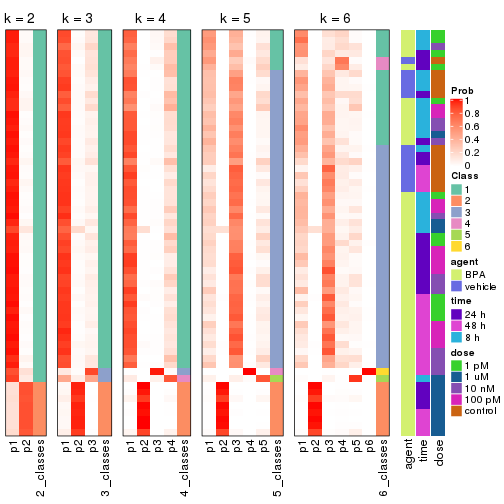 k = 2
k = 3
k = 4
k = 5
k = 6
p1
p2
2_classes
p1
p2
p3
3_classes
p1
p2
p3
p4
4_classes
p1
p2
p3
p4
p5
5_classes
p1
p2
p3
p4
p5
p6
6_classes
agent
time
dose
Prob
1
0.8
0.6
0.4
0.2
0
Class
1
2
3
4
5
6
agent
BPA
vehicle
time
24 h
48 h
8 h
dose
1 pM
1 uM
10 nM
100 pM
control